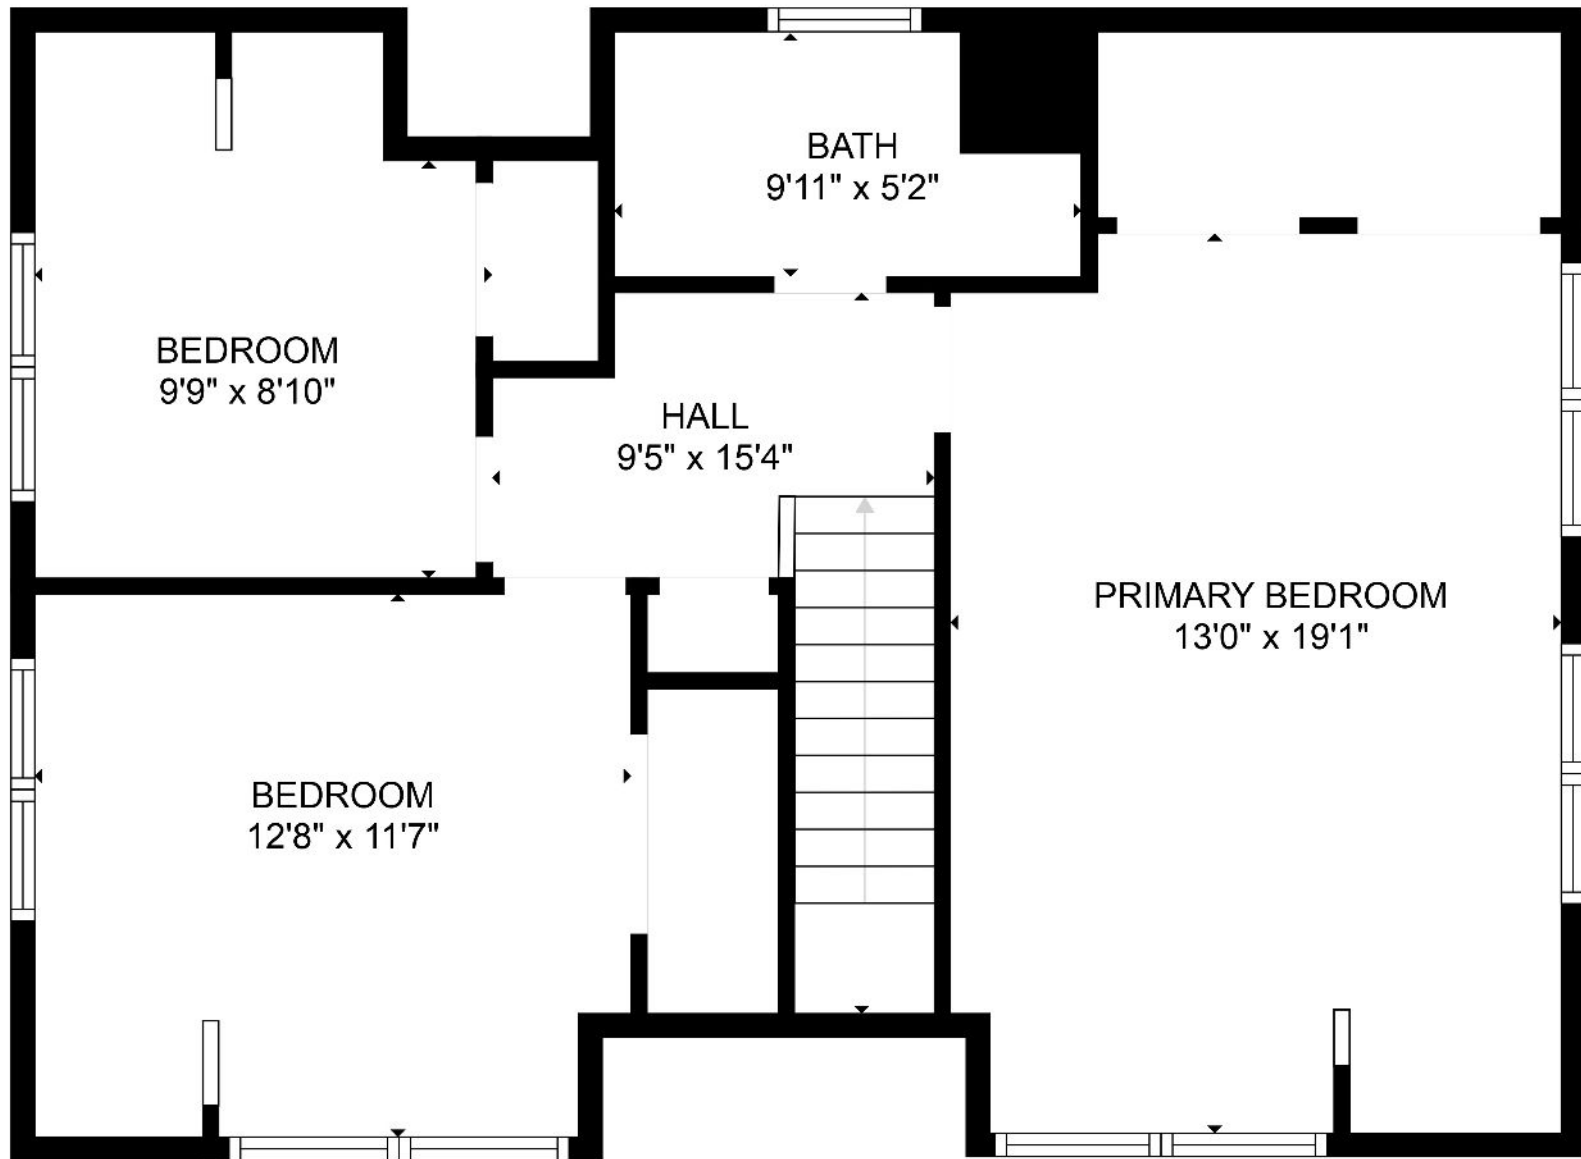 BATH
9'11" x 5'2"
BEDROOM
9'9" x 8'10"
HALL
9'5" x 15'4"
PRIMARY BEDROOM
13'0" x 19'1"
BEDROOM
12'8" x 11'7"